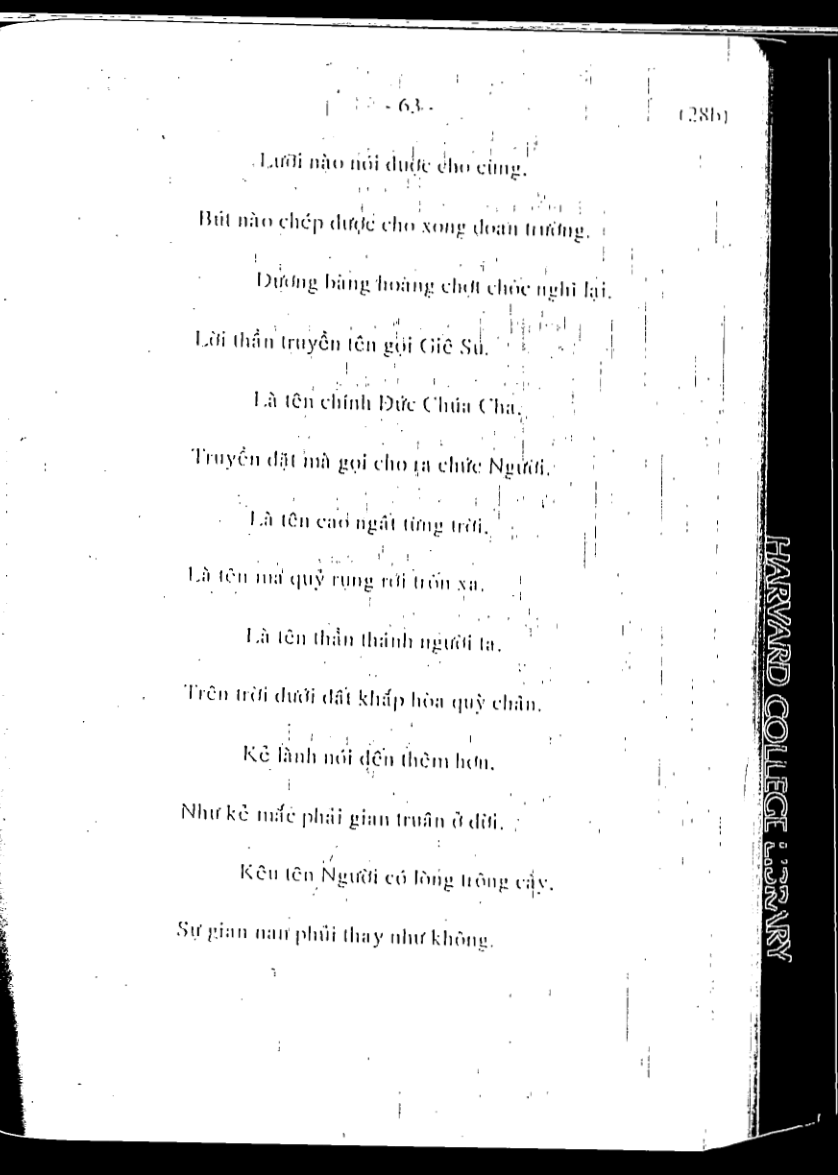 - 63 -
(28b)
Lưỡi nào nói được cho cùng.
Bút nào chép được cho xong đoạn trường.
Dường bâng hoàng chợt chốc nghĩ lại.
Lời thần truyền tên gọi Giê Su.
Là tên chính Đức Chúa Cha.
Truyền đặt mà gọi cho ra chức Người.
Là tên cao ngất từng trời.
Là tên ma quỷ rụng rời trốn xa.
Là tên thần thánh người ta.
Trên trời dưới đất khắp hòa quỳ chân.
Kẻ lành nói đến thêm hơn.
Như kẻ mắc phải gian truân ở đời.
Kêu tên Người có lòng trông cậy.
Sự gian nan phủi thay như không.
HARVARD COLLEGE LIBRARY